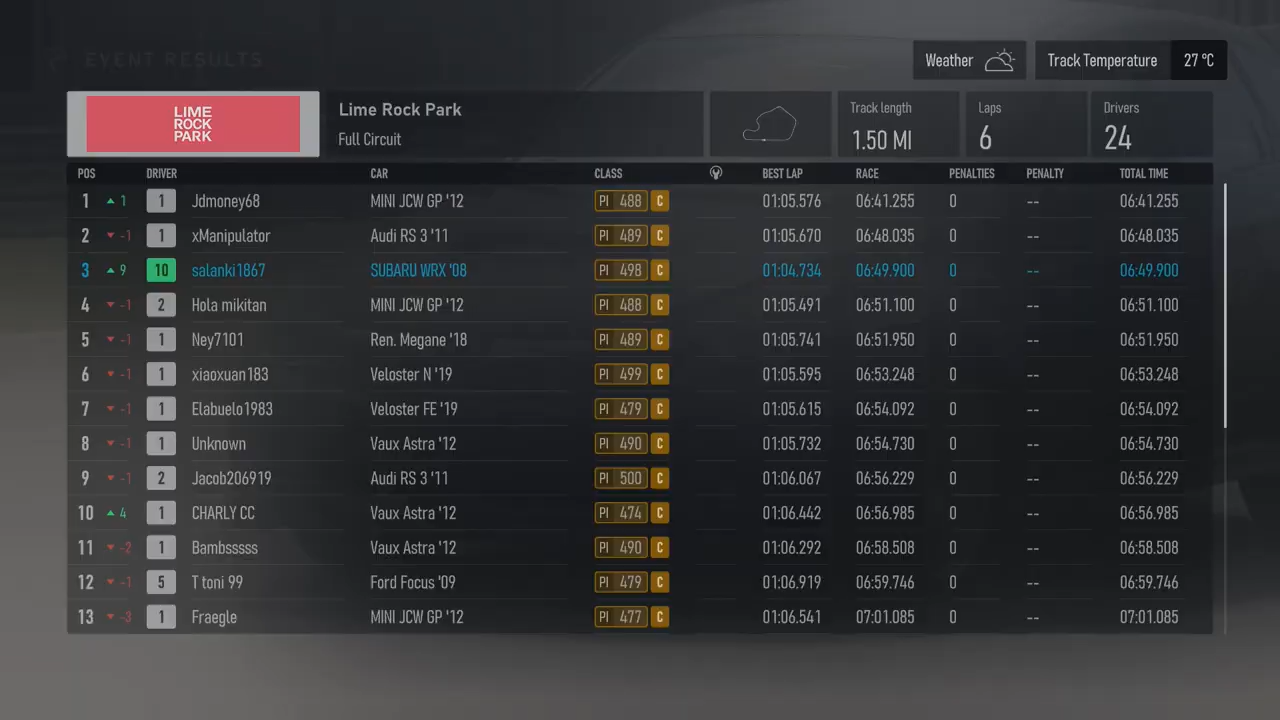 EVENT RESULTS
Weather Track Temperature 27 ºC
LIME
ROCK
PARK
Lime Rock Park
Full Circuit
Track length
1.50 MI
Laps
6
Drivers
24
POS DRIVER CAR CLASS BEST LAP RACE PENALTIES PENALTY TOTAL TIME
1 1 1 Jdmoney68 MINI JCW GP '12 PI 488 C 01:05.576 06:41.255 0 -- 06:41.255
2 -1 1 xManipulator Audi RS 3 '11 PI 489 C 01:05.670 06:48.035 0 -- 06:48.035
3 9 10 salanki1867 SUBARU WRX '08 PI 498 C 01:04.734 06:49.900 0 -- 06:49.900
4 -1 2 Hola mikitan MINI JCW GP '12 PI 488 C 01:05.491 06:51.100 0 -- 06:51.100
5 -1 1 Ney7101 Ren. Megane '18 PI 489 C 01:05.741 06:51.950 0 -- 06:51.950
6 -1 1 xiaoxuan183 Veloster N '19 PI 499 C 01:05.595 06:53.248 0 -- 06:53.248
7 -1 1 Elabuelo1983 Veloster FE '19 PI 479 C 01:05.615 06:54.092 0 -- 06:54.092
8 -1 1 Unknown Vaux Astra '12 PI 490 C 01:05.732 06:54.730 0 -- 06:54.730
9 -1 2 Jacob206919 Audi RS 3 '11 PI 500 C 01:06.067 06:56.229 0 -- 06:56.229
10 4 1 CHARLY CC Vaux Astra '12 PI 474 C 01:06.442 06:56.985 0 -- 06:56.985
11 -2 1 Bambsssss Vaux Astra '12 PI 490 C 01:06.292 06:58.508 0 -- 06:58.508
12 -1 5 T toni 99 Ford Focus '09 PI 479 C 01:06.919 06:59.746 0 -- 06:59.746
13 -3 1 Fraegle MINI JCW GP '12 PI 477 C 01:06.541 07:01.085 0 -- 07:01.085